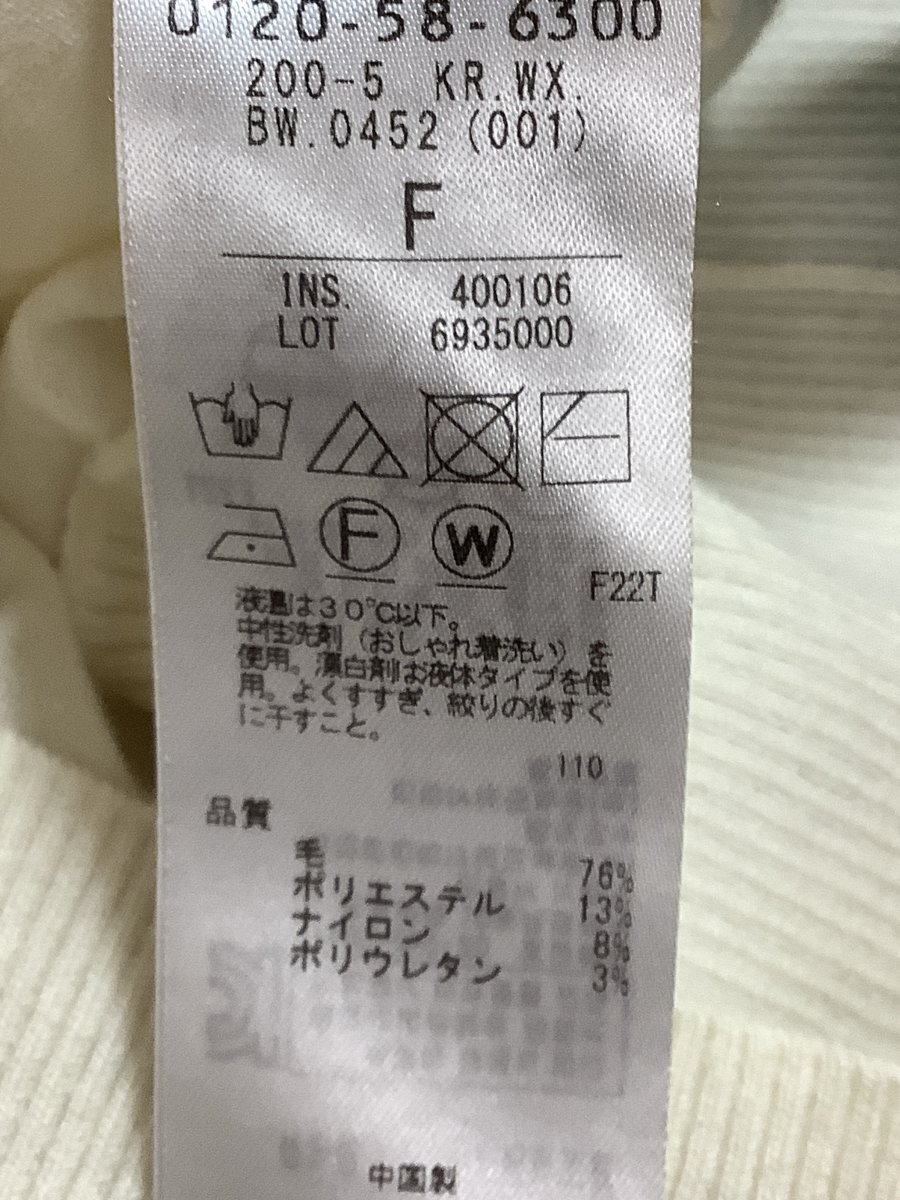 0120-58-6300
200-5 KR.WX.
BW.0452 (001)
F
INS. 400106
LOT 6935000
F W
F22T
液温は30℃以下。
中性洗剤(おしゃれ着洗い)を
使用。漂白剤は液体タイプを使
用。よくすすぎ、絞りの後すぐ
に干すこと。
110
品質
毛 76%
ポリエステル 13%
ナイロン 8%
ポリウレタン 3%
中国製